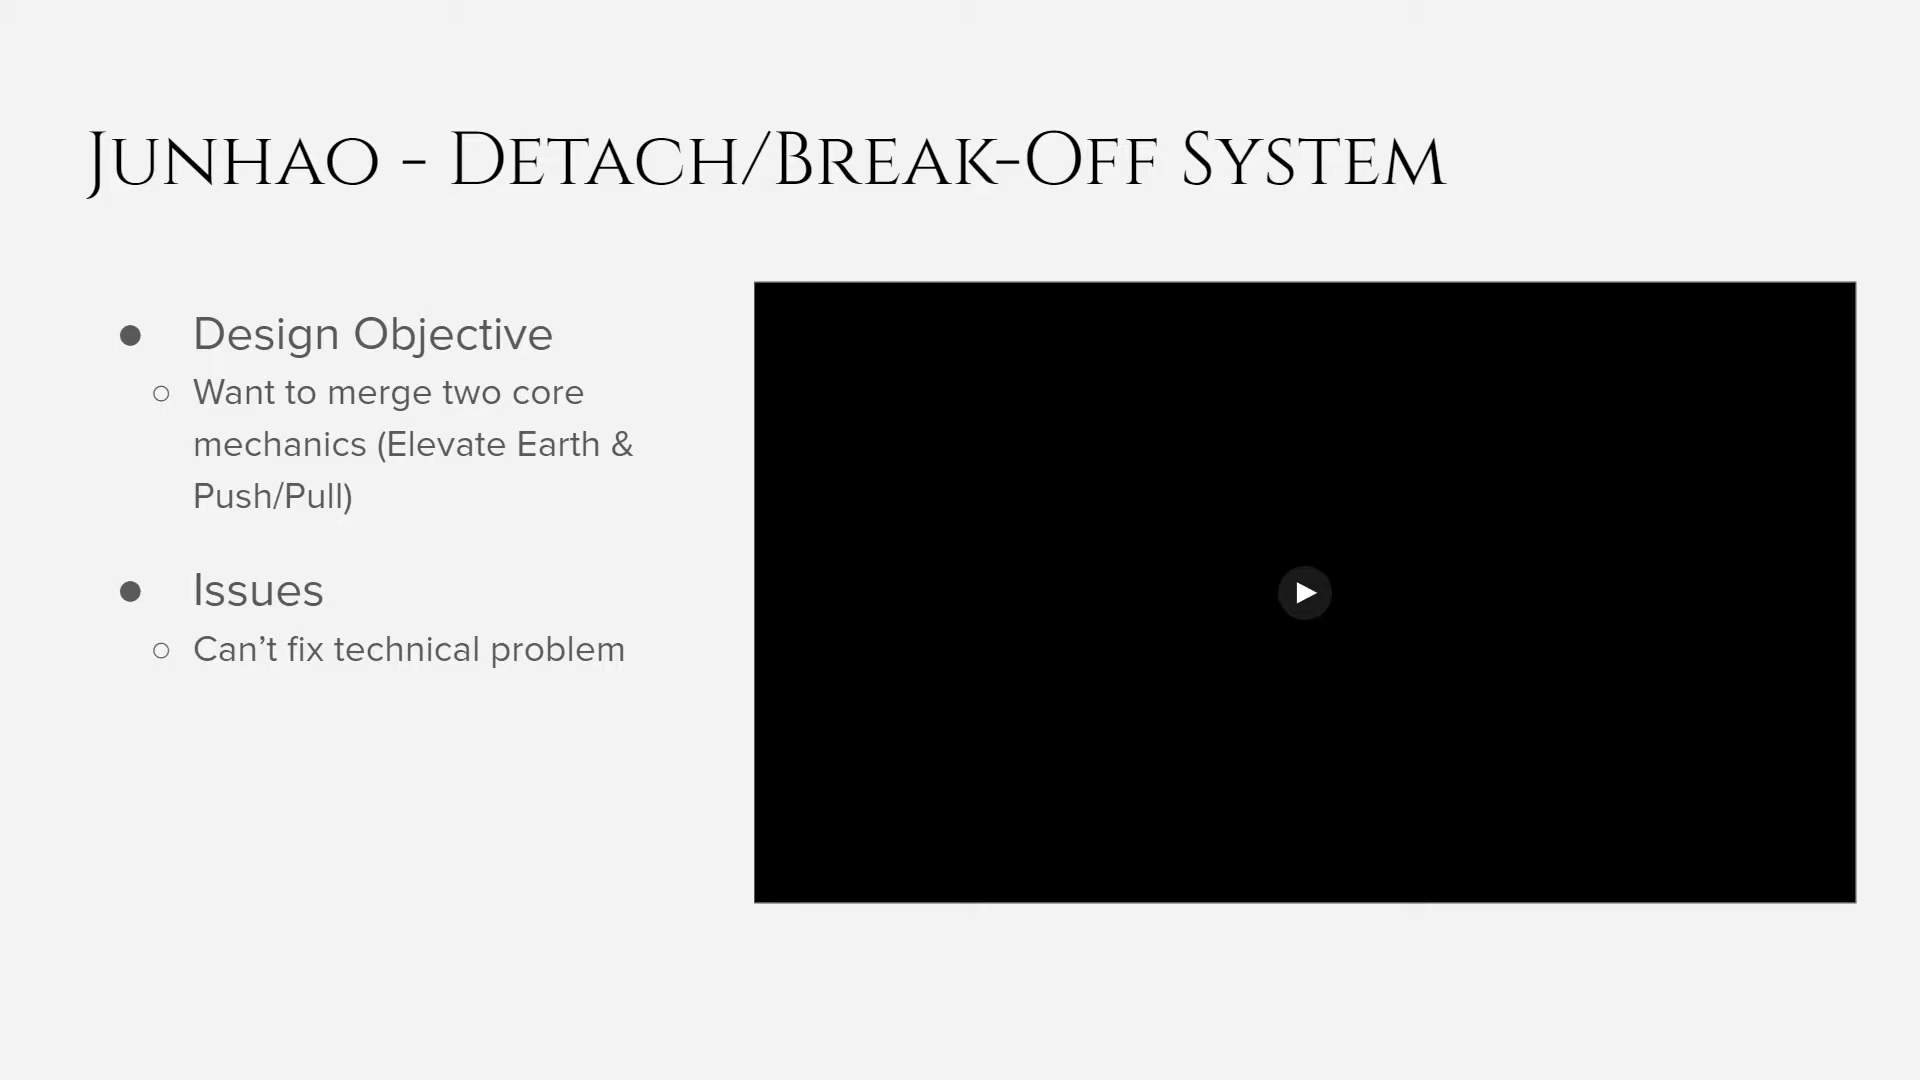 Junhao - Detach/Break-Off System
● Design Objective
○ Want to merge two core
mechanics (Elevate Earth &
Push/Pull)
● Issues
○ Can’t fix technical problem